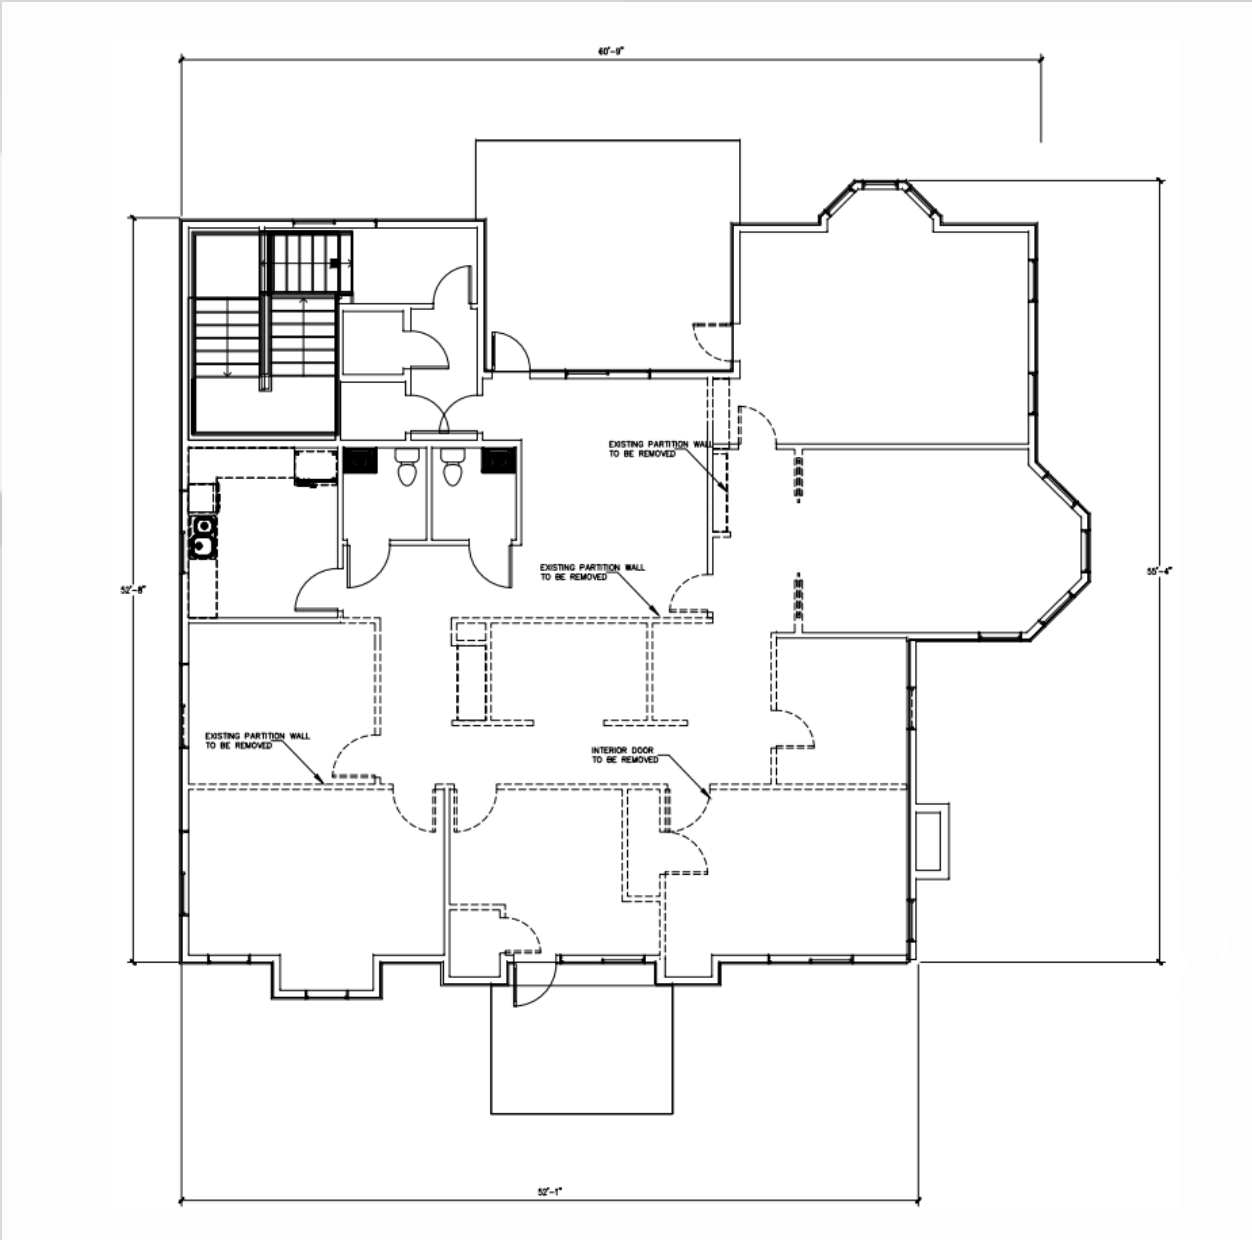 60'-9"
EXISTING PARTITION WALL
TO BE REMOVED
EXISTING PARTITION WALL
TO BE REMOVED
55'-4"
52'-8"
EXISTING PARTITION WALL
TO BE REMOVED
INTERIOR DOOR
TO BE REMOVED
52'-1"